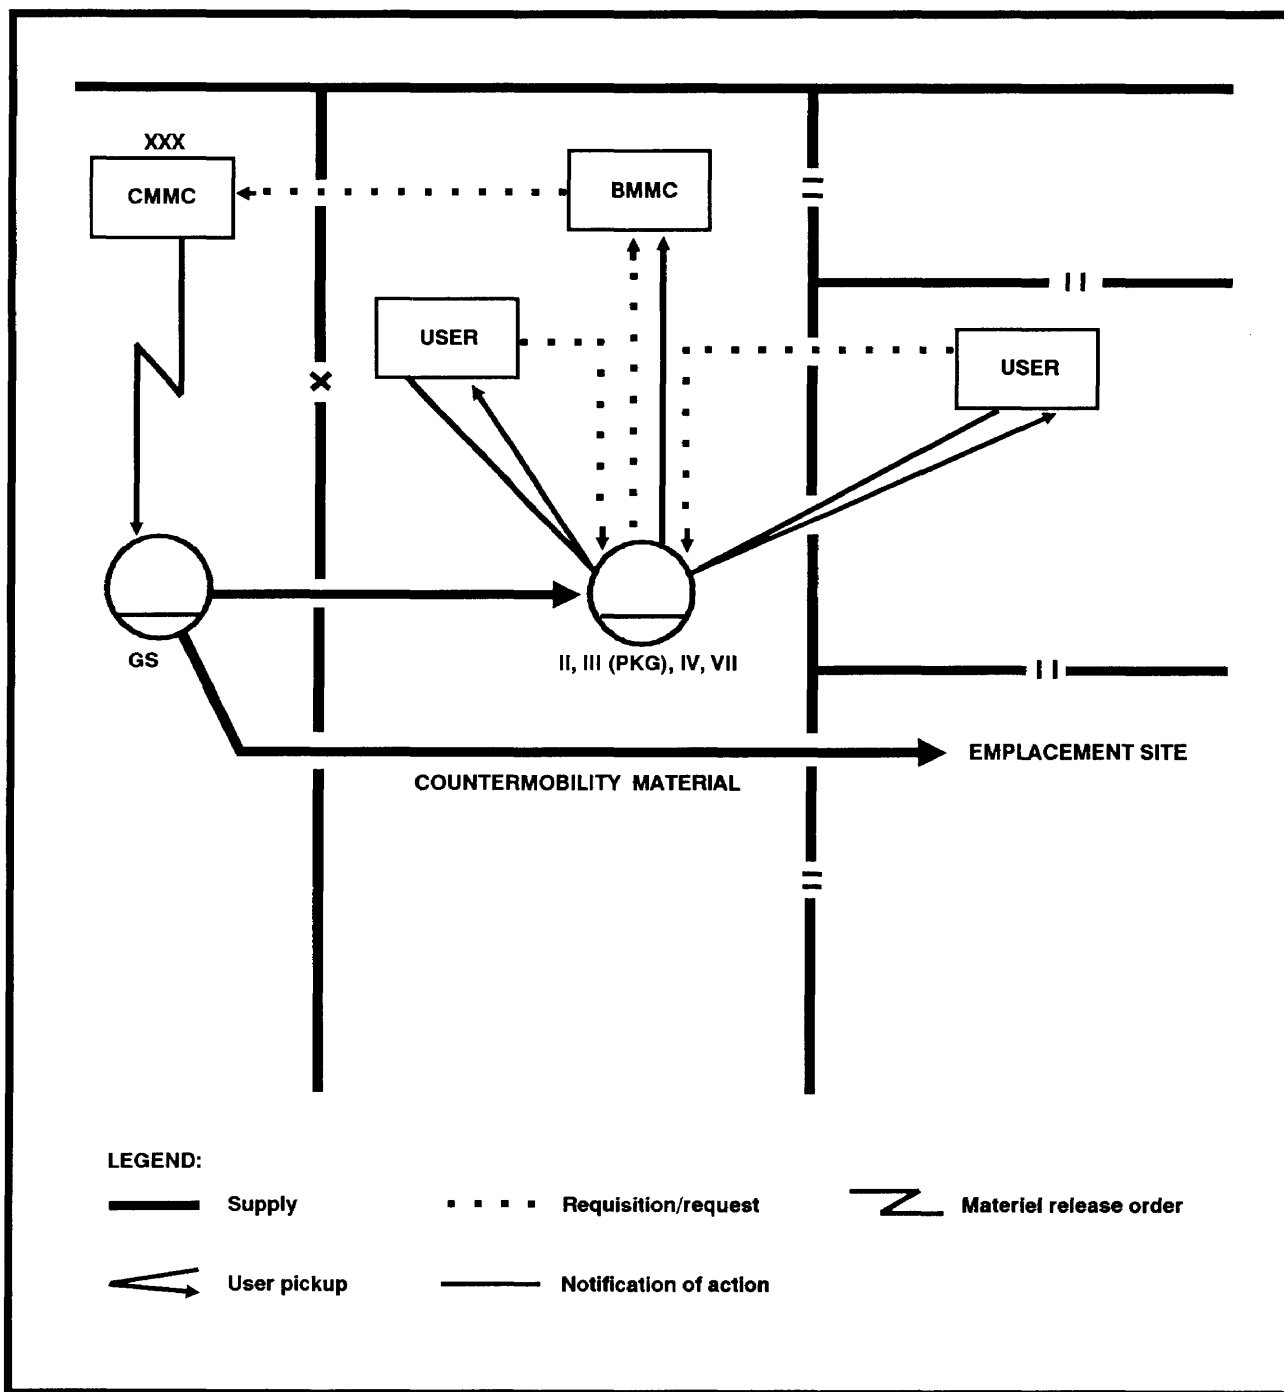 XXX
CMMC
BMMC
USER
USER
GS
II, III (PKG), IV, VII
EMPLACEMENT SITE
COUNTERMOBILITY MATERIAL
LEGEND:
Supply
Requisition/request
Materiel release order
User pickup
Notification of action